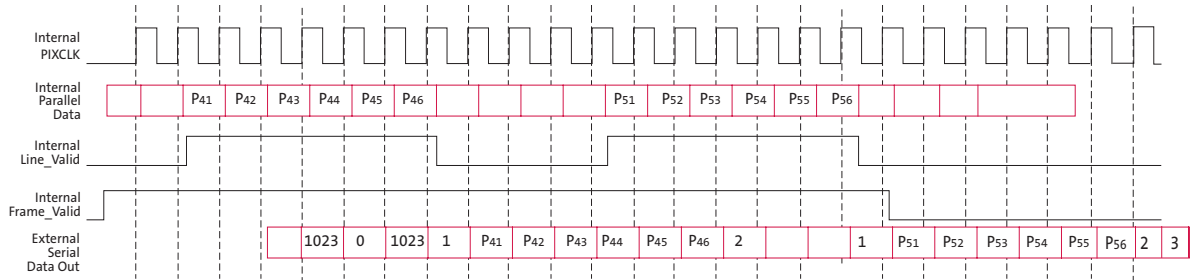 Internal
PIXCLK
Internal
Parallel
Data
P41 P42 P43 P44 P45 P46 P51 P52 P53 P54 P55 P56
Internal
Line_Valid
Internal
Frame_Valid
External
Serial
Data Out
1023 0 1023 1 P41 P42 P43 P44 P45 P46 2 1 P51 P52 P53 P54 P55 P56 2 3